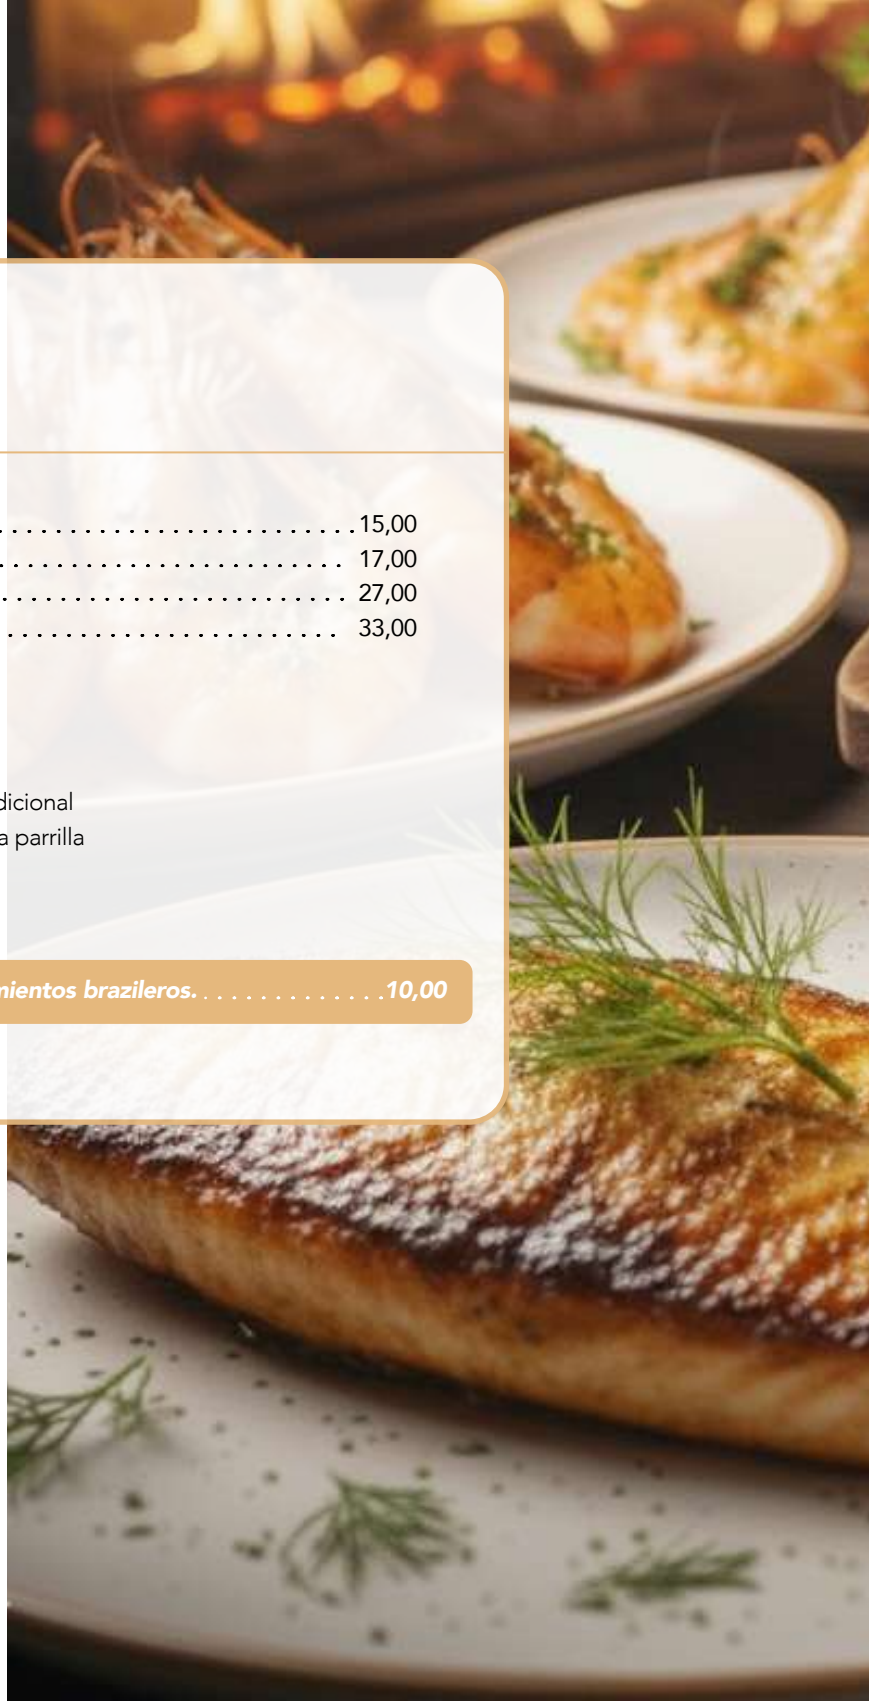 15,00
17,00
27,00
33,00
dicional
a parrilla
mientos brazileros. 10,00